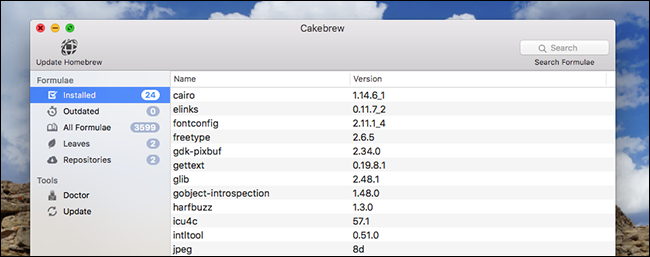 Cakebrew
Update Homebrew
Search
Search Formulae
Formulae
Installed 24
Outdated 0
All Formulae 3599
Leaves 2
Repositories 2
Tools
Doctor
Update
Name Version
cairo 1.14.6_1
elinks 0.11.7_2
fontconfig 2.11.1_4
freetype 2.6.5
gdk-pixbuf 2.34.0
gettext 0.19.8.1
glib 2.48.1
gobject-introspection 1.48.0
harfbuzz 1.3.0
icu4c 57.1
intltool 0.51.0
jpeg 8d